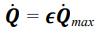 Q̇ = ϵQ̇max